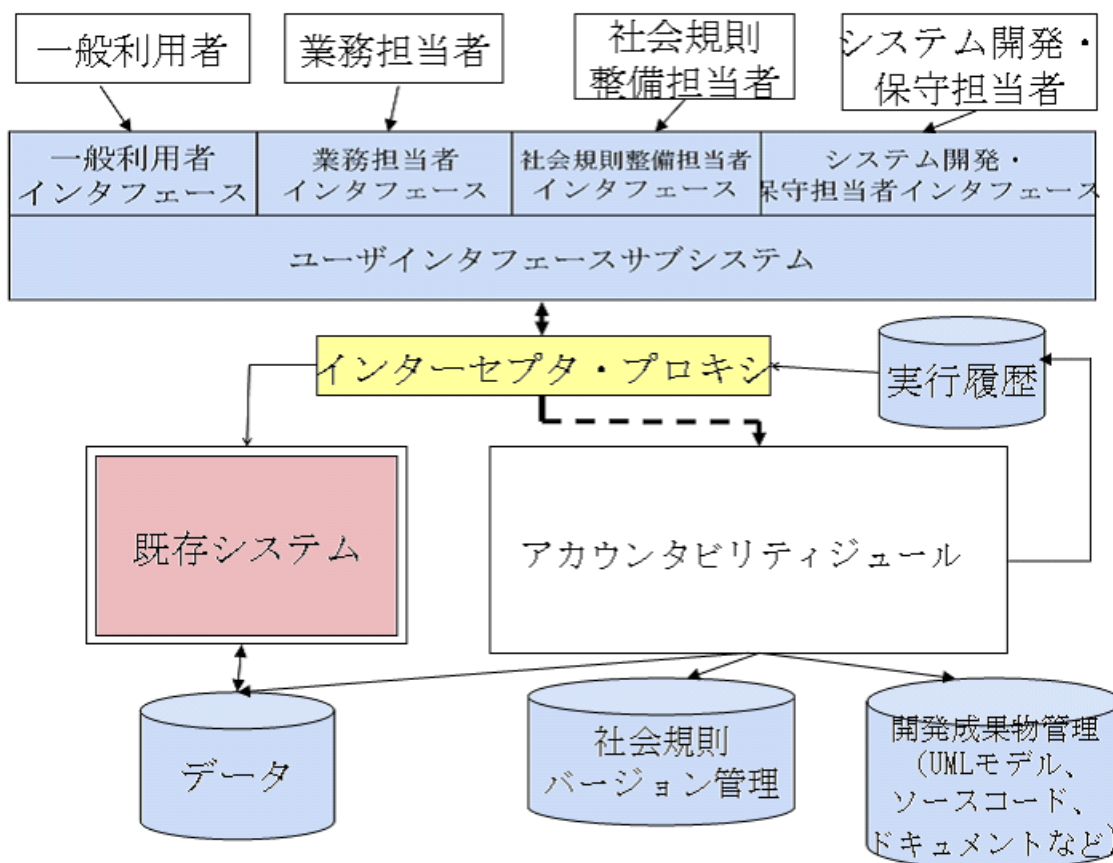 一般利用者
業務担当者
社会規則
整備担当者
システム開発・
保守担当者
一般利用者
インタフェース
業務担当者
インタフェース
社会規則整備担当者
インタフェース
システム開発・
保守担当者インタフェース
ユーザインタフェースサブシステム
インターセプタ・プロキシ
実行履歴
既存システム
アカウンタビリティジュール
データ
社会規則
バージョン管理
開発成果物管理
(UMLモデル、
ソースコード、
ドキュメントなど)